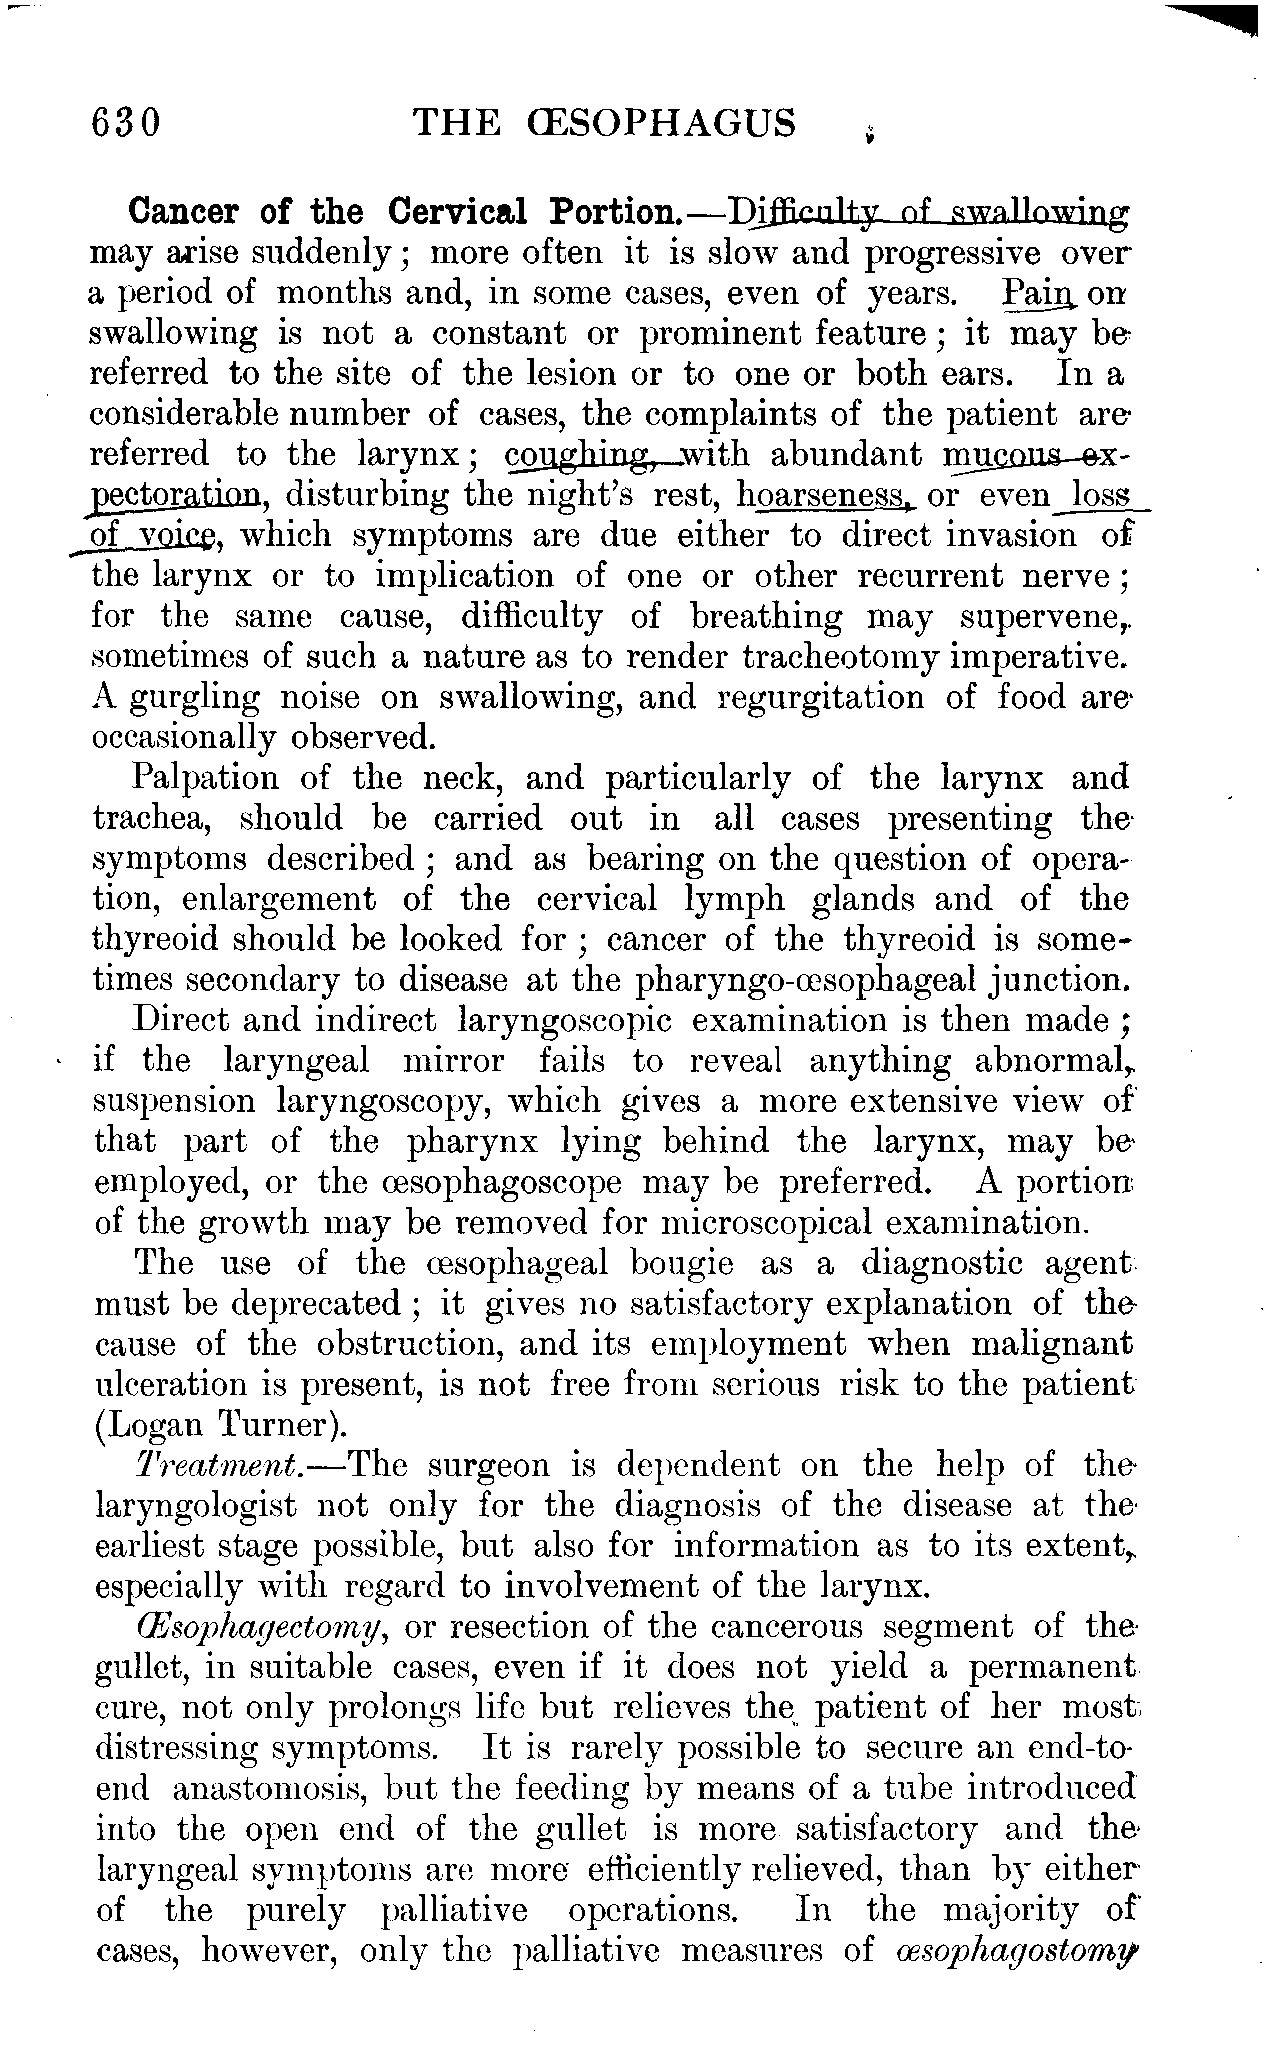 630 THE ŒSOPHAGUS
Cancer of the Cervical Portion.—Difficulty of swallowing
may arise suddenly ; more often it is slow and progressive over
a period of months and, in some cases, even of years. Pain on
swallowing is not a constant or prominent feature ; it may be
referred to the site of the lesion or to one or both ears. In a
considerable number of cases, the complaints of the patient are
referred to the larynx ; coughing, with abundant mucous ex-
pectoration, disturbing the night's rest, hoarseness, or even loss
of voice, which symptoms are due either to direct invasion of
the larynx or to implication of one or other recurrent nerve ;
for the same cause, difficulty of breathing may supervene,
sometimes of such a nature as to render tracheotomy imperative.
A gurgling noise on swallowing, and regurgitation of food are
occasionally observed.
Palpation of the neck, and particularly of the larynx and
trachea, should be carried out in all cases presenting the
symptoms described ; and as bearing on the question of opera-
tion, enlargement of the cervical lymph glands and of the
thyreoid should be looked for ; cancer of the thyreoid is some-
times secondary to disease at the pharyngo-œsophageal junction.
Direct and indirect laryngoscopic examination is then made ;
if the laryngeal mirror fails to reveal anything abnormal,
suspension laryngoscopy, which gives a more extensive view of
that part of the pharynx lying behind the larynx, may be
employed, or the œsophagoscope may be preferred. A portion
of the growth may be removed for microscopical examination.
The use of the œsophageal bougie as a diagnostic agent
must be deprecated ; it gives no satisfactory explanation of the
cause of the obstruction, and its employment when malignant
ulceration is present, is not free from serious risk to the patient
(Logan Turner).
Treatment.—The surgeon is dependent on the help of the
laryngologist not only for the diagnosis of the disease at the
earliest stage possible, but also for information as to its extent,
especially with regard to involvement of the larynx.
Œsophagectomy, or resection of the cancerous segment of the
gullet, in suitable cases, even if it does not yield a permanent
cure, not only prolongs life but relieves the patient of her most
distressing symptoms. It is rarely possible to secure an end-to-
end anastomosis, but the feeding by means of a tube introduced
into the open end of the gullet is more satisfactory and the
laryngeal symptoms are more efficiently relieved, than by either
of the purely palliative operations. In the majority of
cases, however, only the palliative measures of œsophagostomy